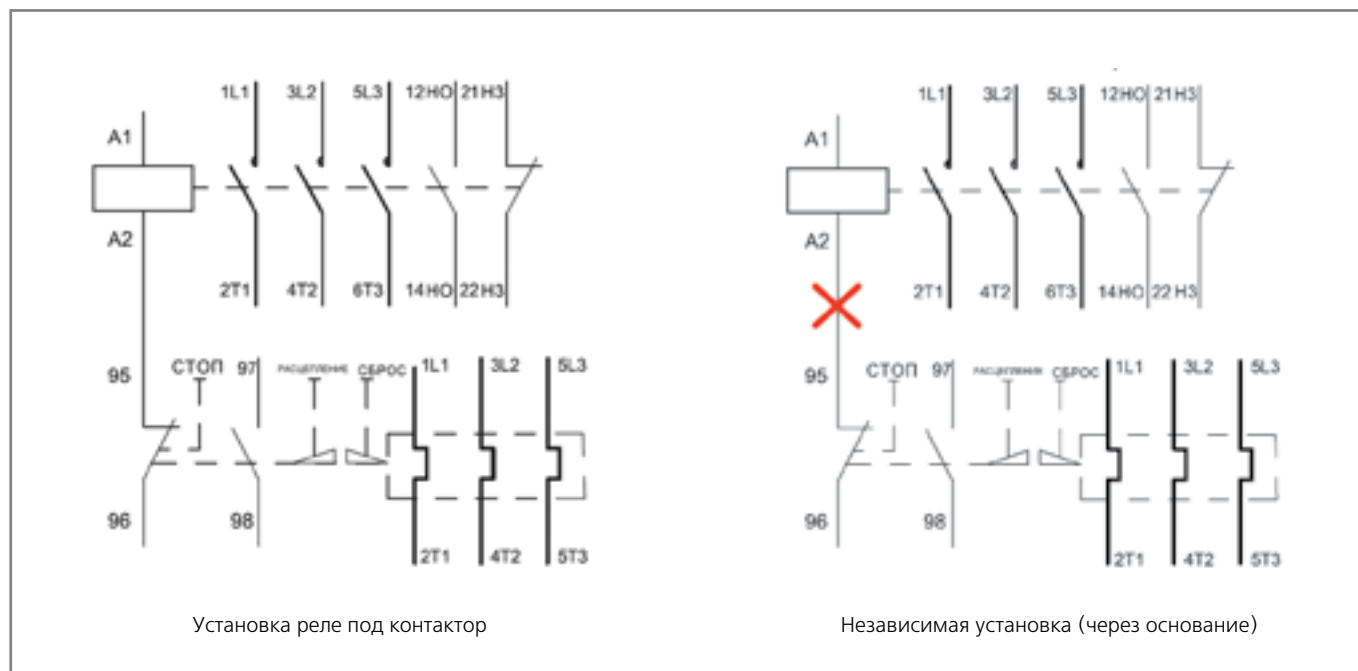 1L1 3L2 5L3 12НО 21НЗ
A1
A2
2T1 4T2 6T3 14НО 22НЗ
95 СТОП 97 РАСЦЕПЛЕНИЕ СБРОС 1L1 3L2 5L3
96 98
2T1 4T2 5T3
Установка реле под контактор
1L1 3L2 5L3 12НО 21НЗ
A1
A2
2T1 4T2 6T3 14НО 22НЗ
95 СТОП 97 РАСЦЕПЛЕНИЯ СБРОС 1L1 3L2 5L3
96 98
2T1 4T2 5T3
Независимая установка (через основание)